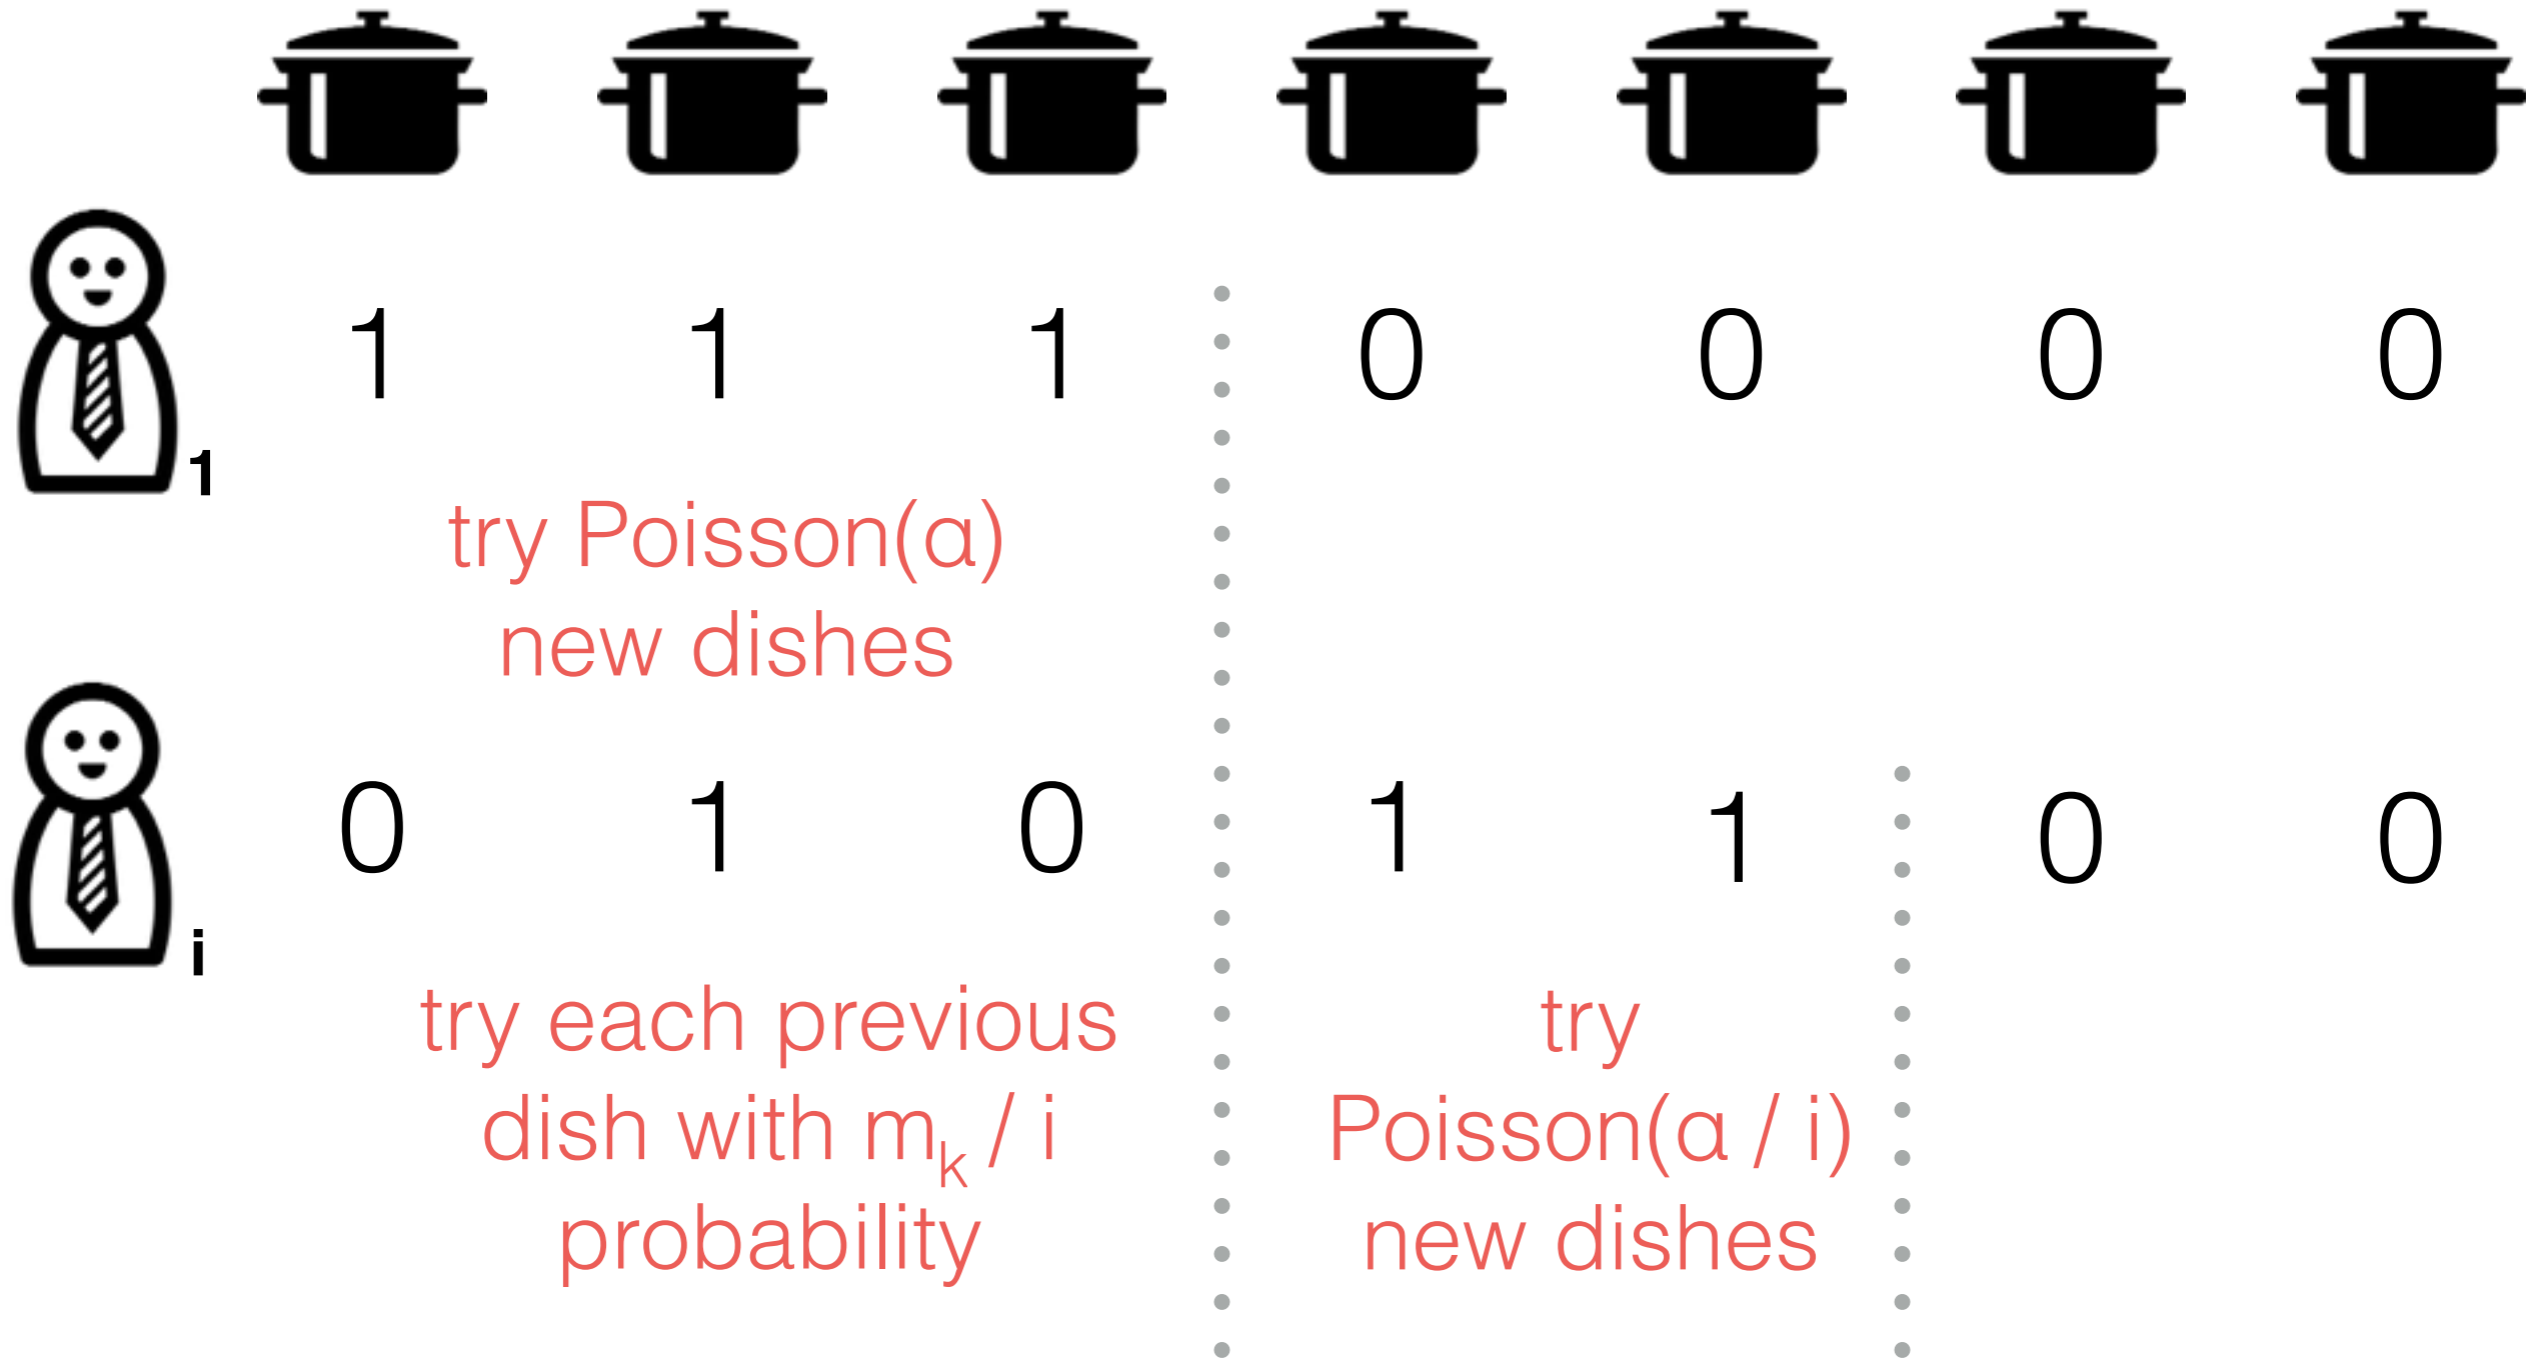 1 1 1 0 0 0 0
1
try Poisson(α)
new dishes
0 1 0 1 1 0 0
i
try each previous
dish with mk / i
probability
try
Poisson(α / i)
new dishes